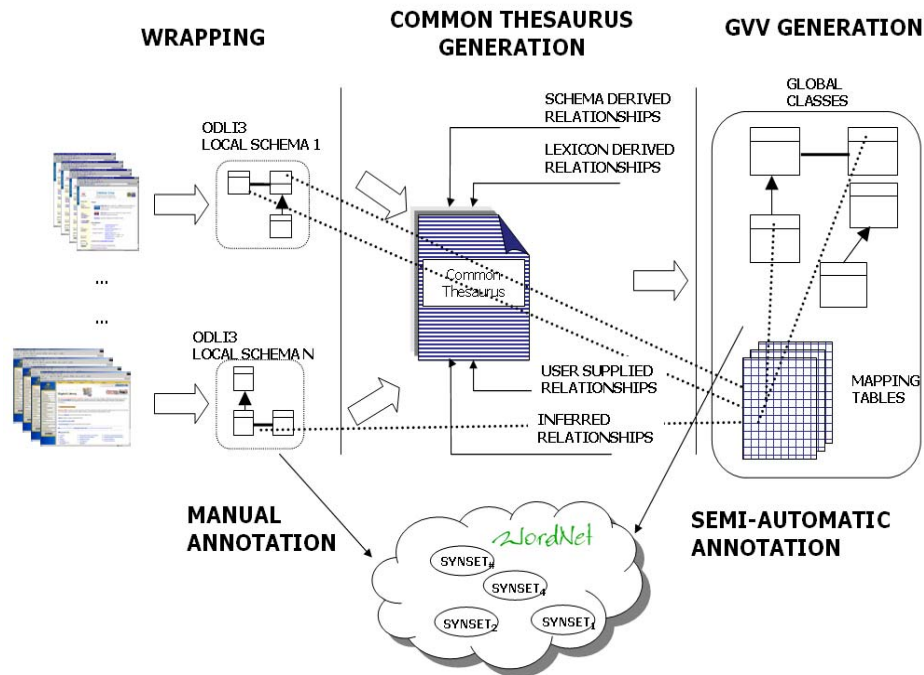 WRAPPING
COMMON THESAURUS
GENERATION
GVV GENERATION
ODLI3
LOCAL SCHEMA 1
SCHEMA DERIVED
RELATIONSHIPS
LEXICON DERIVED
RELATIONSHIPS
GLOBAL
CLASSES
Common
Thesaurus
...
...
ODLI3
LOCAL SCHEMA N
USER SUPPLIED
RELATIONSHIPS
INFERRED
RELATIONSHIPS
MAPPING
TABLES
MANUAL
ANNOTATION
WordNet
SEMI-AUTOMATIC
ANNOTATION
SYNSET#
SYNSET4
SYNSET2
SYNSET1